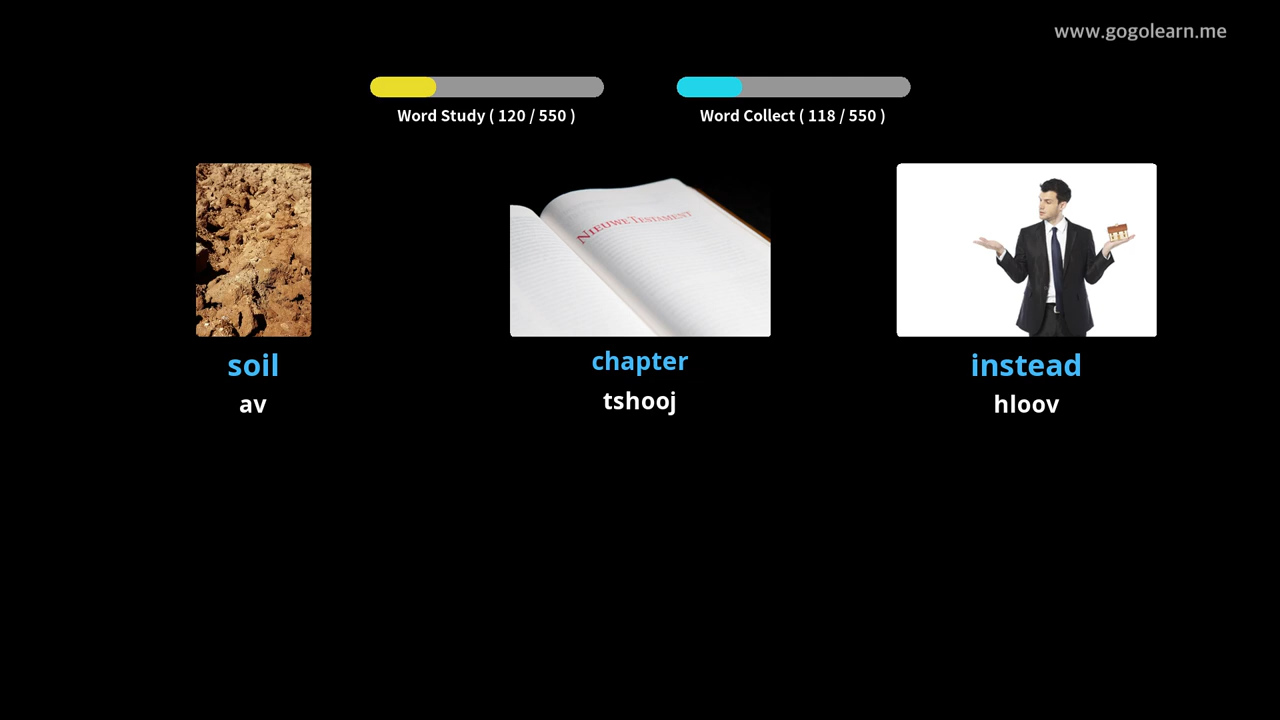 www.gogolearn.me
Word Study ( 120 / 550 )
Word Collect ( 118 / 550 )
NIEUWE TESTAMENT
soil
av
chapter
tshooj
instead
hloov